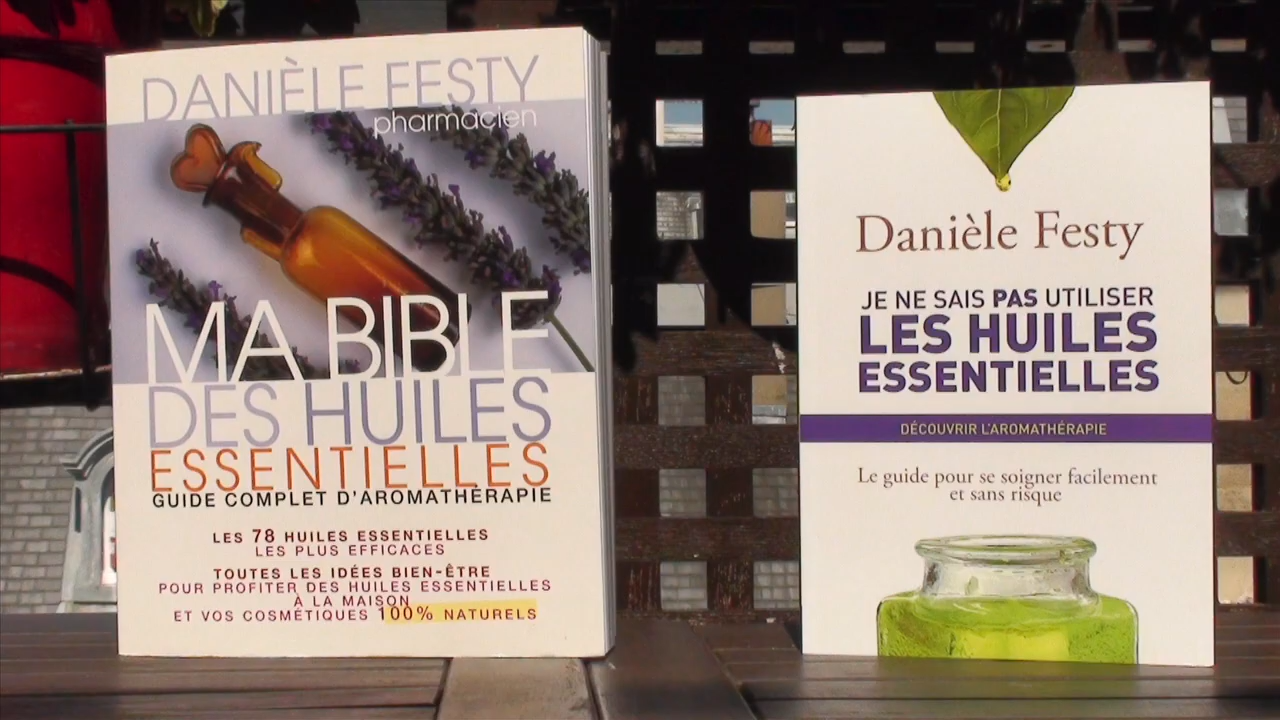 DANIÈLE FESTY
pharmacien
MA BIBLE
DES HUILES
ESSENTIELLES
GUIDE COMPLET D'AROMATHÉRAPIE
LES 78 HUILES ESSENTIELLES
LES PLUS EFFICACES
TOUTES LES IDÉES BIEN-ÊTRE
POUR PROFITER DES HUILES ESSENTIELLES
À LA MAISON
ET VOS COSMÉTIQUES 100% NATURELS
Danièle Festy
JE NE SAIS PAS UTILISER
LES HUILES
ESSENTIELLES
DÉCOUVRIR L'AROMATHÉRAPIE
Le guide pour se soigner facilement
et sans risque